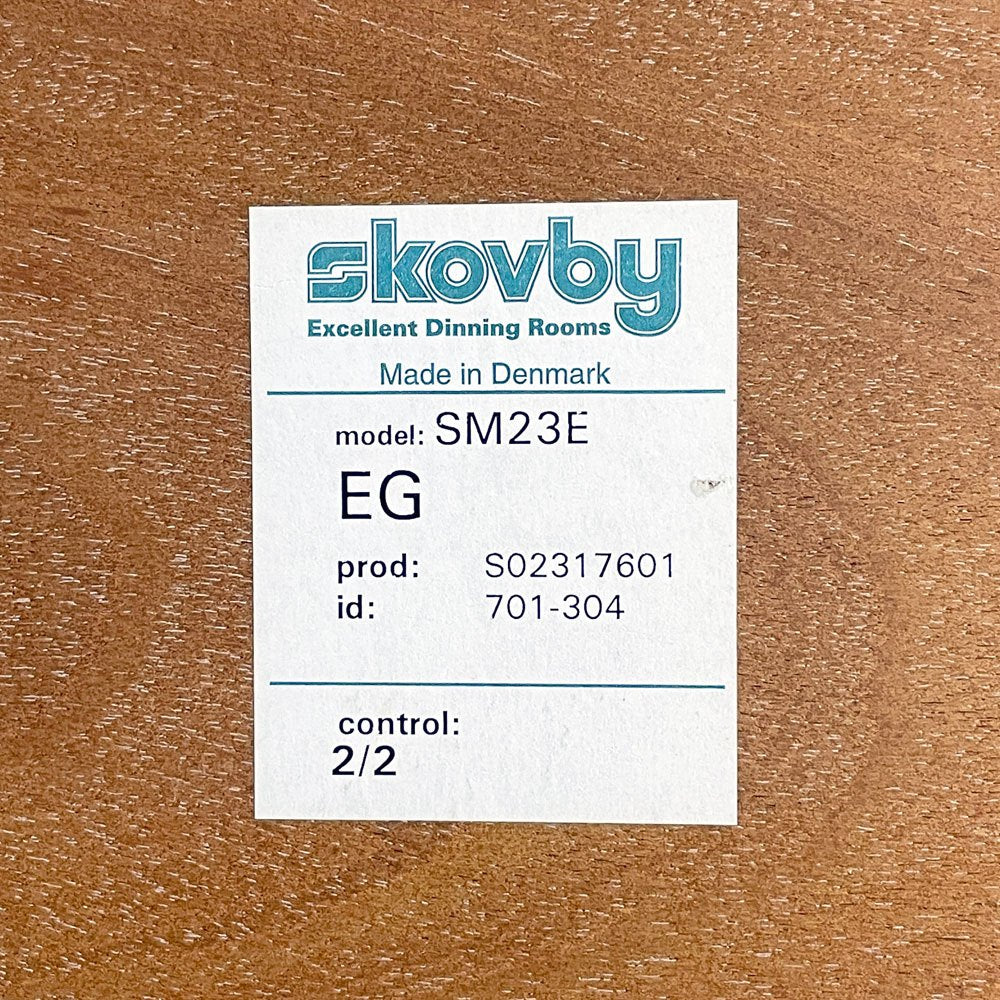 skovby
Excellent Dinning Rooms
Made in Denmark
model: SM23E
EG
prod: S02317601
id: 701-304
control:
2/2